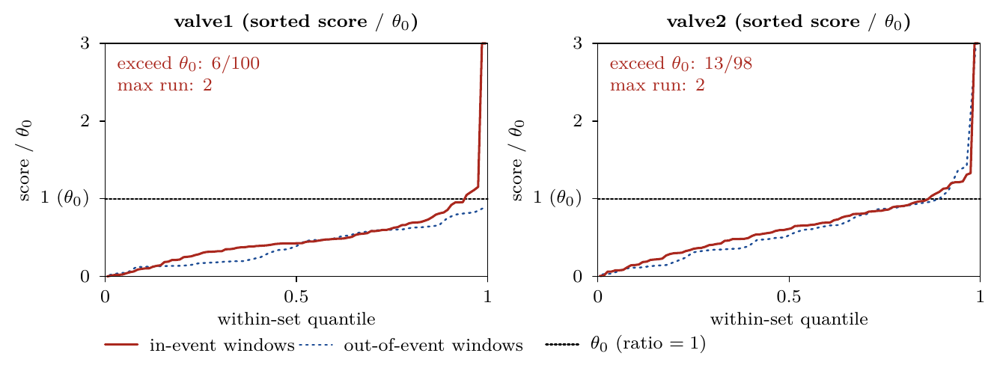 valve1 (sorted score / θ0)
3
2
1 (θ0)
0
score / θ0
exceed θ0: 6/100
max run: 2
0
0.5
1
within-set quantile
valve2 (sorted score / θ0)
3
2
1 (θ0)
0
score / θ0
exceed θ0: 13/98
max run: 2
0
0.5
1
within-set quantile
in-event windows
out-of-event windows
θ0 (ratio = 1)